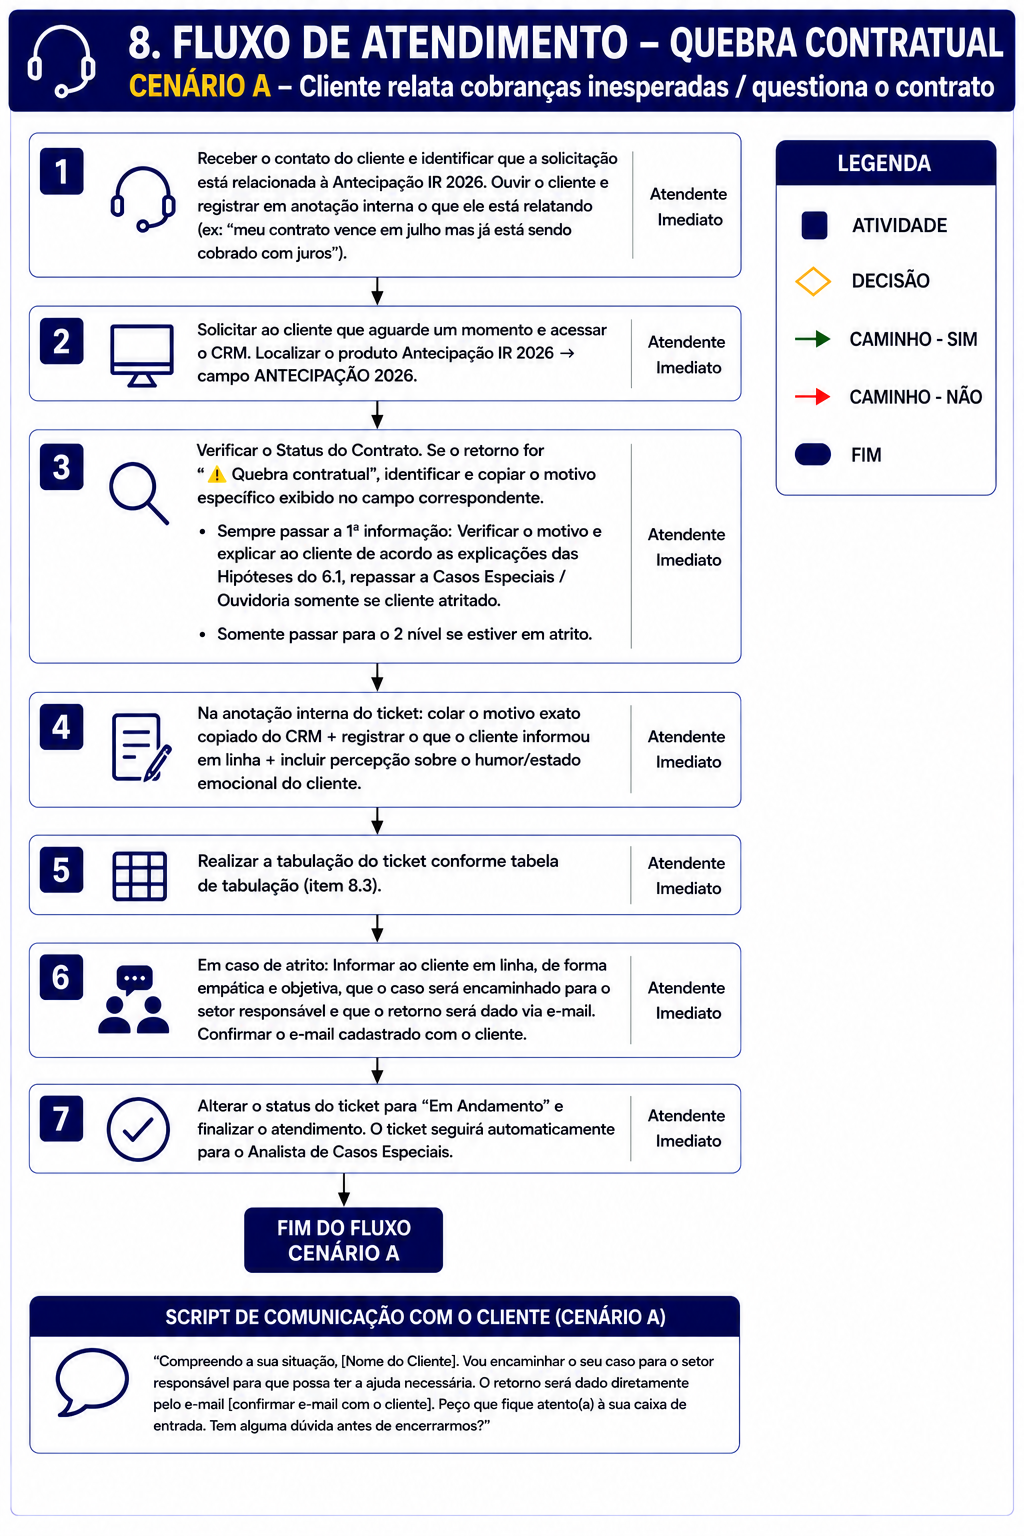 8. FLUXO DE ATENDIMENTO – QUEBRA CONTRATUAL
CENÁRIO A – Cliente relata cobranças inesperadas / questiona o contrato
1
Receber o contato do cliente e identificar que a solicitação
está relacionada à Antecipação IR 2026. Ouvir o cliente e
registrar em anotação interna o que ele está relatando
(ex: “meu contrato vence em julho mas já está sendo
cobrado com juros”).
Atendente
Imediato
2
Solicitar ao cliente que aguarde um momento e acessar
o CRM. Localizar o produto Antecipação IR 2026 →
campo ANTECIPAÇÃO 2026.
Atendente
Imediato
3
Verificar o Status do Contrato. Se o retorno for
“ ⚠ Quebra contratual”, identificar e copiar o motivo
específico exibido no campo correspondente.
• Sempre passar a 1ª informação: Verificar o motivo e
explicar ao cliente de acordo as explicações das
Hipóteses do 6.1, repassar a Casos Especiais /
Ouvidoria somente se cliente atritado.
• Somente passar para o 2 nível se estiver em atrito.
Atendente
Imediato
4
Na anotação interna do ticket: colar o motivo exato
copiado do CRM + registrar o que o cliente informou
em linha + incluir percepção sobre o humor/estado
emocional do cliente.
Atendente
Imediato
5
Realizar a tabulação do ticket conforme tabela
de tabulação (item 8.3).
Atendente
Imediato
6
Em caso de atrito: Informar ao cliente em linha, de forma
empática e objetiva, que o caso será encaminhado para o
setor responsável e que o retorno será dado via e-mail.
Confirmar o e-mail cadastrado com o cliente.
Atendente
Imediato
7
Alterar o status do ticket para “Em Andamento” e
finalizar o atendimento. O ticket seguirá automaticamente
para o Analista de Casos Especiais.
Atendente
Imediato
FIM DO FLUXO
CENÁRIO A
LEGENDA
ATIVIDADE
DECISÃO
CAMINHO - SIM
CAMINHO - NÃO
FIM
SCRIPT DE COMUNICAÇÃO COM O CLIENTE (CENÁRIO A)
“Compreendo a sua situação, [Nome do Cliente]. Vou encaminhar o seu caso para o setor
responsável para que possa ter a ajuda necessária. O retorno será dado diretamente
pelo e-mail [confirmar e-mail com o cliente]. Peço que fique atento(a) à sua caixa de
entrada. Tem alguma dúvida antes de encerrarmos?”